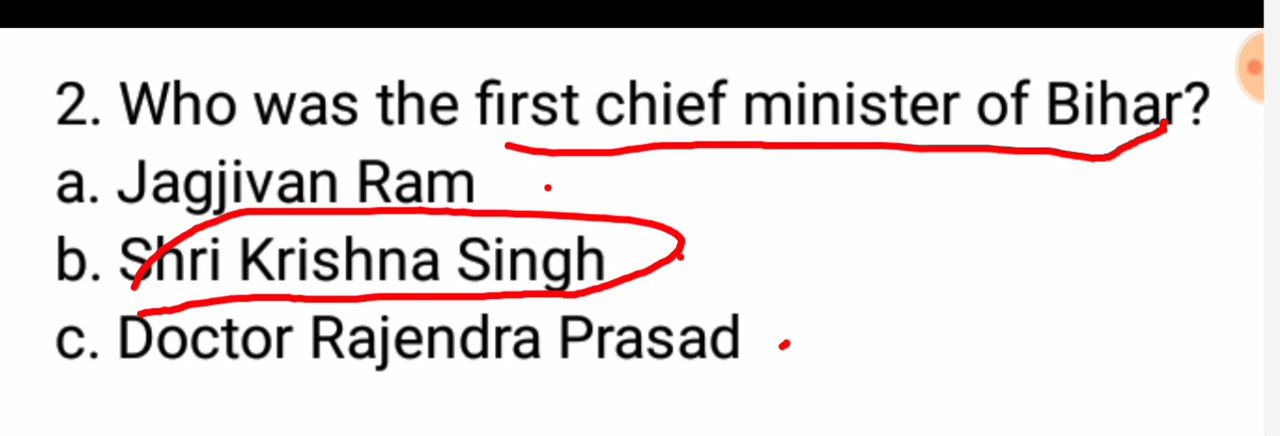 2. Who was the first chief minister of Bihar?
a. Jagjivan Ram
b. Shri Krishna Singh
c. Doctor Rajendra Prasad